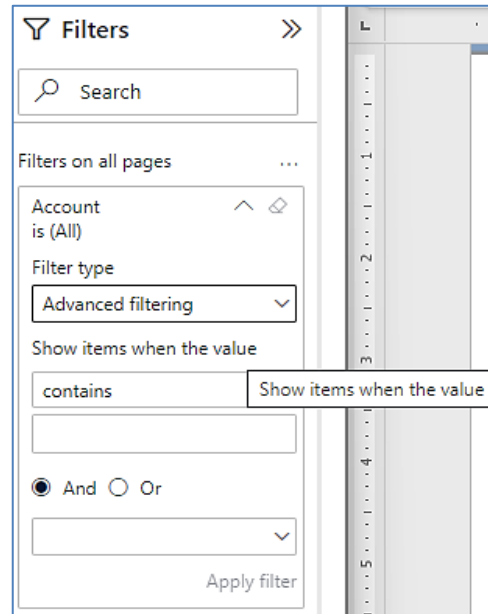 Filters
Search
Filters on all pages
Account
is (All)
Filter type
Advanced filtering
Show items when the value
contains
Show items when the value
And Or
Apply filter
1
2
3
4
5